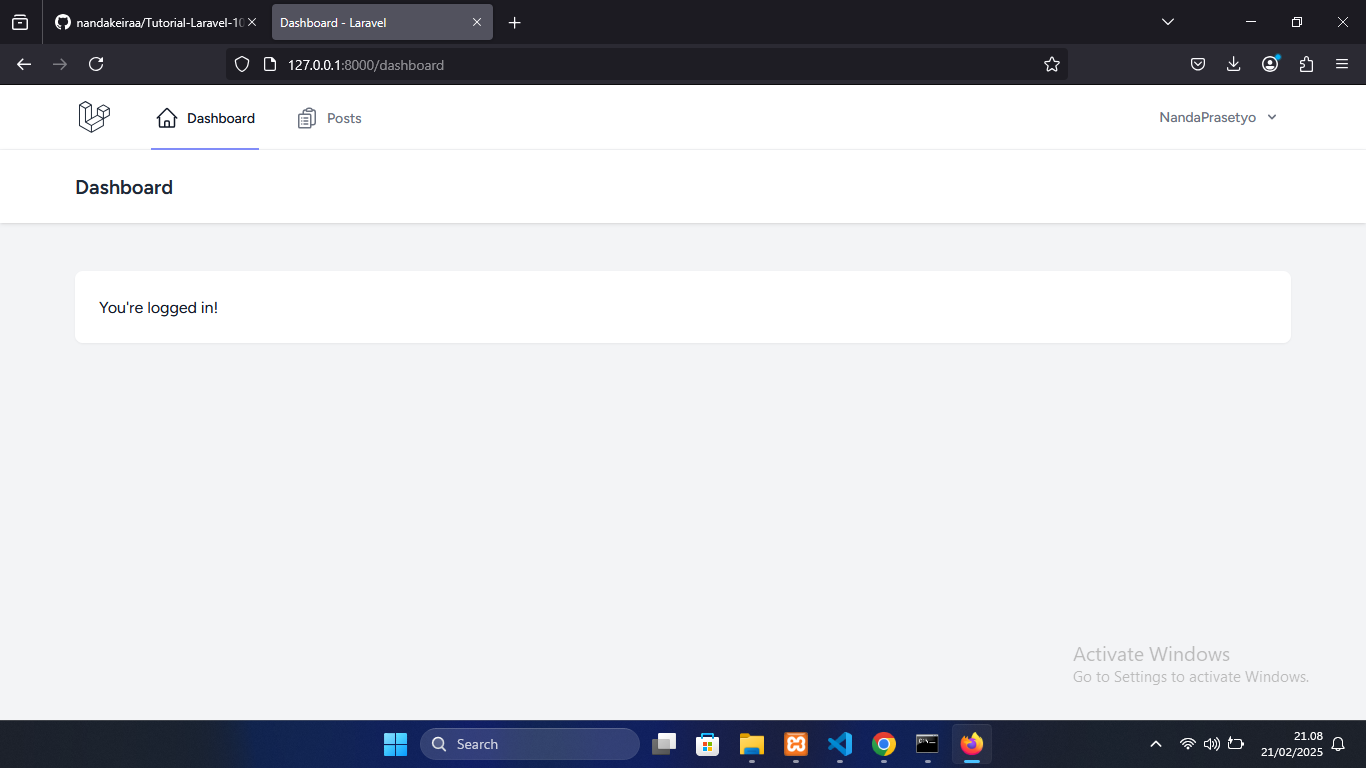 nandakeiraa/Tutorial-Laravel-10
Dashboard - Laravel
127.0.0.1:8000/dashboard
Dashboard
Posts
NandaPrasetyo
Dashboard
You're logged in!
Activate Windows
Go to Settings to activate Windows.
Search
21.08
21/02/2025